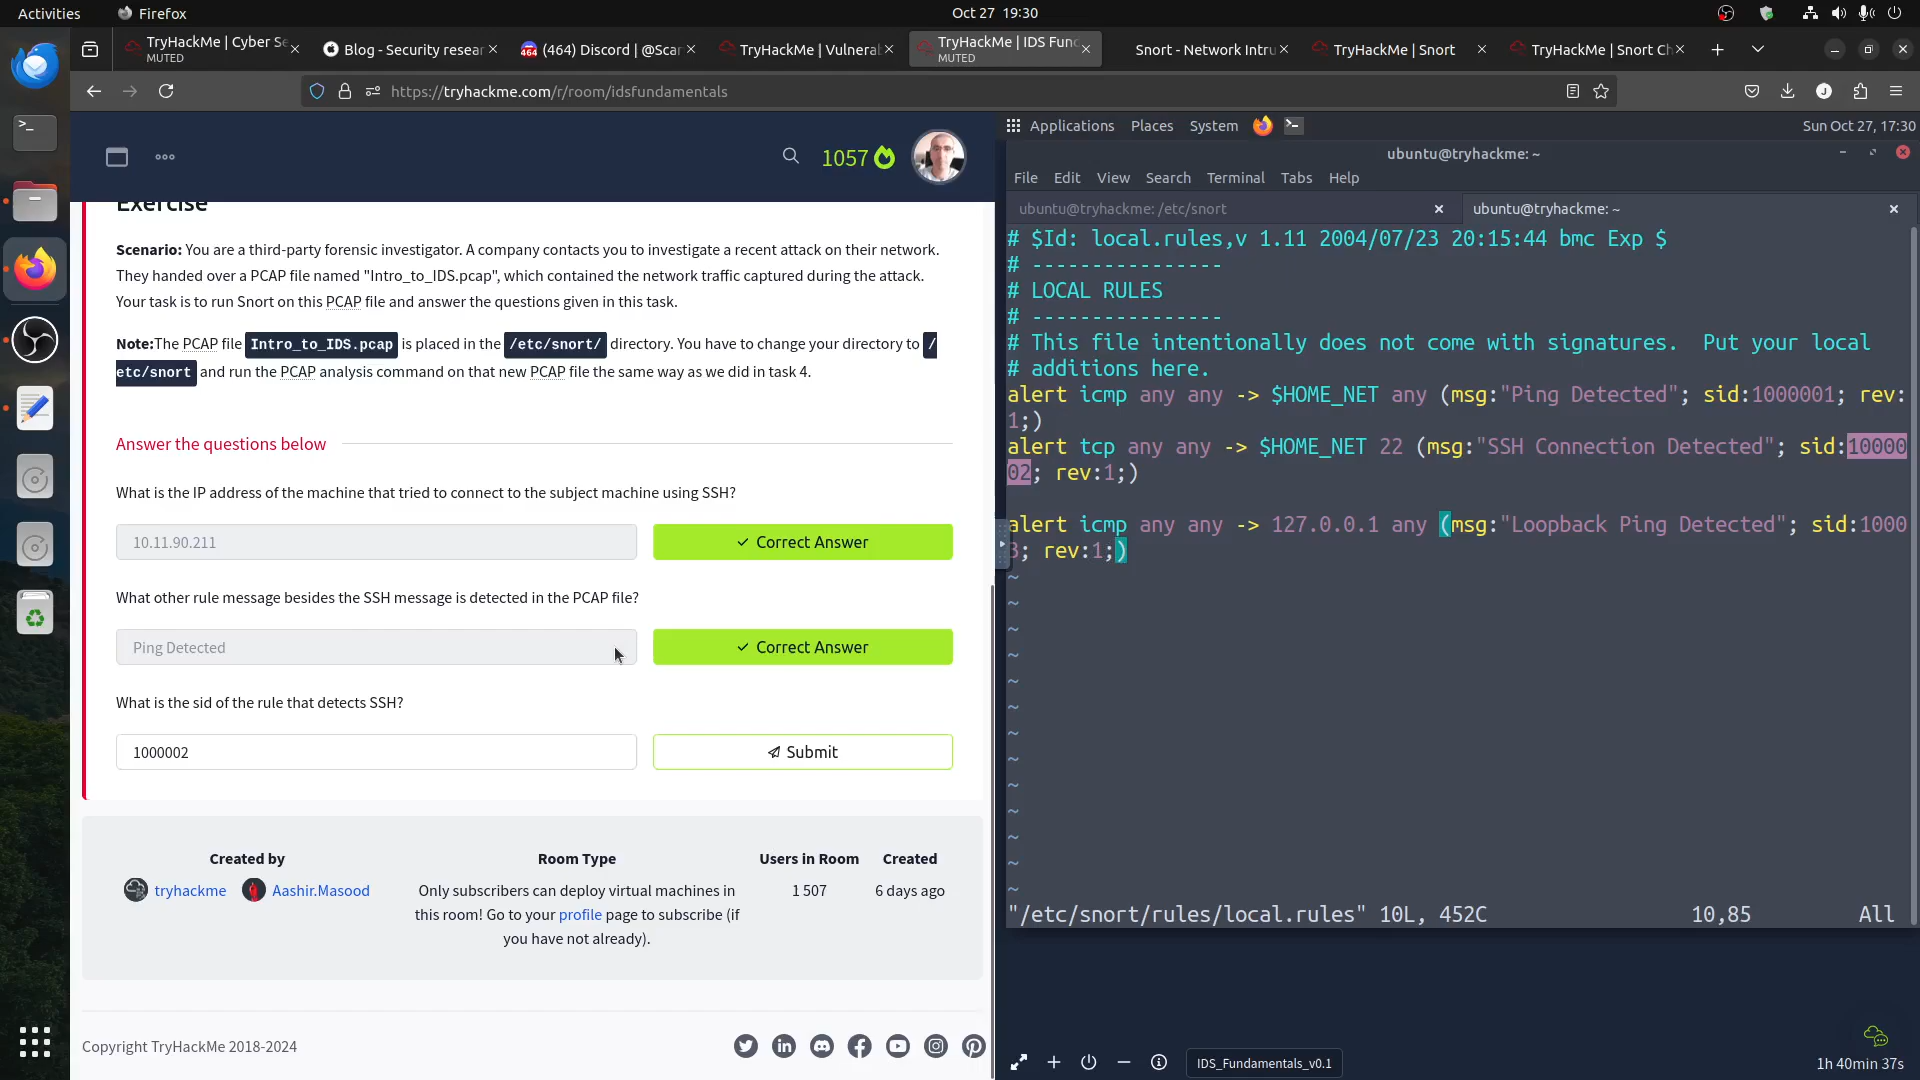 Activities
Firefox
Oct 27  19:30
TryHackMe | Cyber Se
MUTED
Blog - Security resear
(464) Discord | @Scar
TryHackMe | Vulneral
TryHackMe | IDS Func
MUTED
Snort - Network Intru
TryHackMe | Snort
TryHackMe | Snort Ch
https://tryhackme.com/r/room/idsfundamentals
1057
Exercise
Scenario: You are a third-party forensic investigator. A company contacts you to investigate a recent attack on their network.
They handed over a PCAP file named "Intro_to_IDS.pcap", which contained the network traffic captured during the attack.
Your task is to run Snort on this PCAP file and answer the questions given in this task.
Note:The PCAP file Intro_to_IDS.pcap is placed in the /etc/snort/ directory. You have to change your directory to /
etc/snort and run the PCAP analysis command on that new PCAP file the same way as we did in task 4.
Answer the questions below
What is the IP address of the machine that tried to connect to the subject machine using SSH?
10.11.90.211
Correct Answer
What other rule message besides the SSH message is detected in the PCAP file?
Ping Detected
Correct Answer
What is the sid of the rule that detects SSH?
1000002
Submit
Created by
Room Type
Users in Room
Created
tryhackme
Aashir.Masood
Only subscribers can deploy virtual machines in
this room! Go to your profile page to subscribe (if
you have not already).
1 507
6 days ago
Copyright TryHackMe 2018-2024
Applications
Places
System
Sun Oct 27, 17:30
ubuntu@tryhackme: ~
File
Edit
View
Search
Terminal
Tabs
Help
ubuntu@tryhackme: /etc/snort
ubuntu@tryhackme: ~
# $Id: local.rules,v 1.11 2004/07/23 20:15:44 bmc Exp $
# ----------------
# LOCAL RULES
# ----------------
# This file intentionally does not come with signatures.  Put your local
# additions here.
alert icmp any any -> $HOME_NET any (msg:"Ping Detected"; sid:1000001; rev:
1;)
alert tcp any any -> $HOME_NET 22 (msg:"SSH Connection Detected"; sid:10000
02; rev:1;)
alert icmp any any -> 127.0.0.1 any (msg:"Loopback Ping Detected"; sid:1000
3; rev:1;)
~
~
~
~
~
~
~
~
~
~
~
~
~
"/etc/snort/rules/local.rules" 10L, 452C
10,85
All
IDS_Fundamentals_v0.1
1h 40min 37s